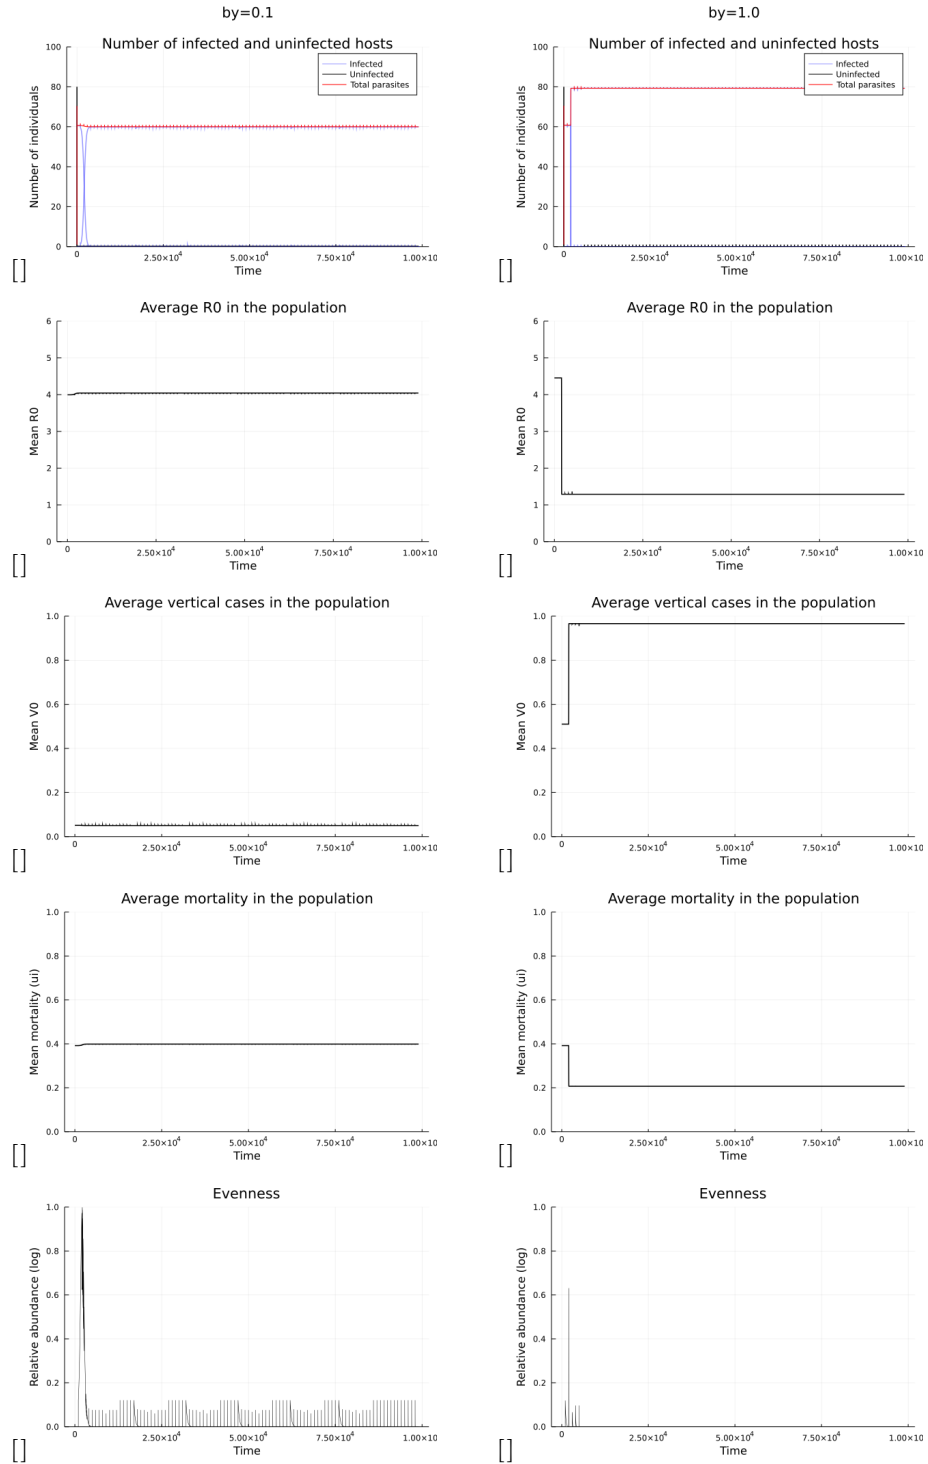 by=0.1
Number of infected and uninfected hosts
Infected
Uninfected
Total parasites
100
80
60
40
20
0
Number of individuals
0 2.50×10⁴ 5.00×10⁴ 7.50×10⁴ 1.00×10
Time
[]
by=1.0
Number of infected and uninfected hosts
Infected
Uninfected
Total parasites
100
80
60
40
20
0
Number of individuals
0 2.50×10⁴ 5.00×10⁴ 7.50×10⁴ 1.00×10
Time
[]
Average R0 in the population
6
5
4
3
2
1
0
Mean R0
0 2.50×10⁴ 5.00×10⁴ 7.50×10⁴ 1.00×10
Time
[]
Average R0 in the population
6
5
4
3
2
1
0
Mean R0
0 2.50×10⁴ 5.00×10⁴ 7.50×10⁴ 1.00×10
Time
[]
Average vertical cases in the population
1.0
0.8
0.6
0.4
0.2
0.0
Mean V0
0 2.50×10⁴ 5.00×10⁴ 7.50×10⁴ 1.00×10
Time
[]
Average vertical cases in the population
1.0
0.8
0.6
0.4
0.2
0.0
Mean V0
0 2.50×10⁴ 5.00×10⁴ 7.50×10⁴ 1.00×10
Time
[]
Average mortality in the population
1.0
0.8
0.6
0.4
0.2
0.0
Mean mortality (ui)
0 2.50×10⁴ 5.00×10⁴ 7.50×10⁴ 1.00×10
Time
[]
Average mortality in the population
1.0
0.8
0.6
0.4
0.2
0.0
Mean mortality (ui)
0 2.50×10⁴ 5.00×10⁴ 7.50×10⁴ 1.00×10
Time
[]
Evenness
1.0
0.8
0.6
0.4
0.2
0.0
Relative abundance (log)
0 2.50×10⁴ 5.00×10⁴ 7.50×10⁴ 1.00×10
Time
[]
Evenness
1.0
0.8
0.6
0.4
0.2
0.0
Relative abundance (log)
0 2.50×10⁴ 5.00×10⁴ 7.50×10⁴ 1.00×10
Time
[]